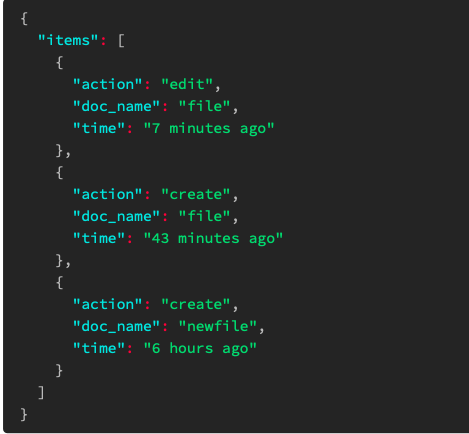 {
  "items": [
    {
      "action": "edit",
      "doc_name": "file",
      "time": "7 minutes ago"
    },
    {
      "action": "create",
      "doc_name": "file",
      "time": "43 minutes ago"
    },
    {
      "action": "create",
      "doc_name": "newfile",
      "time": "6 hours ago"
    }
  ]
}